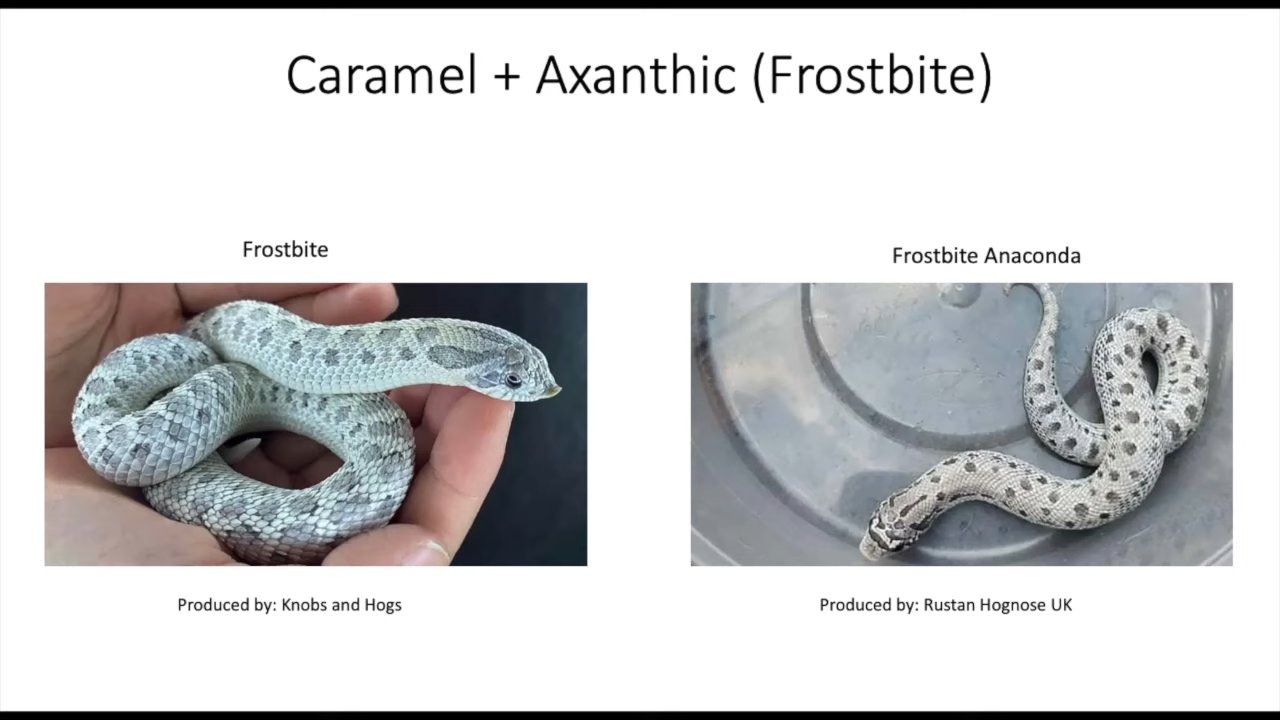 Caramel + Axanthic (Frostbite)
Frostbite
Frostbite Anaconda
Produced by: Knobs and Hogs
Produced by: Rustan Hognose UK